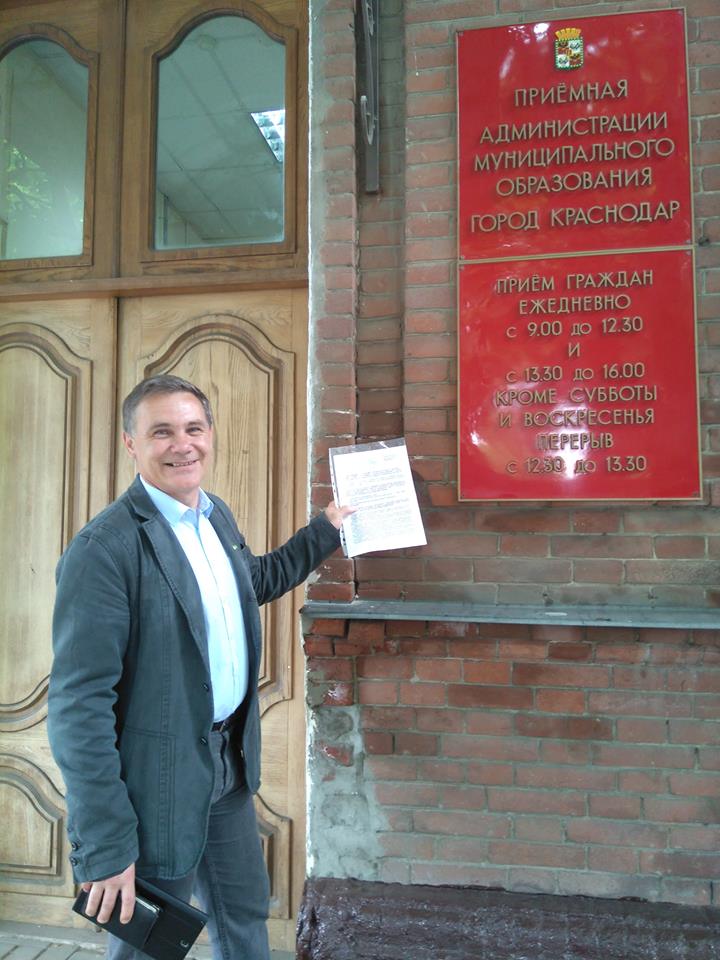 ПРИЁМНАЯ
АДМИНИСТРАЦИИ
МУНИЦИПАЛЬНОГО
ОБРАЗОВАНИЯ
ГОРОД КРАСНОДАР
ПРИЁМ ГРАЖДАН
ЕЖЕДНЕВНО
с 9.00 до 12.30
И
с 13.30 до 16.00
КРОМЕ СУББОТЫ
И ВОСКРЕСЕНЬЯ
ПЕРЕРЫВ
с 12.30 до 13.30